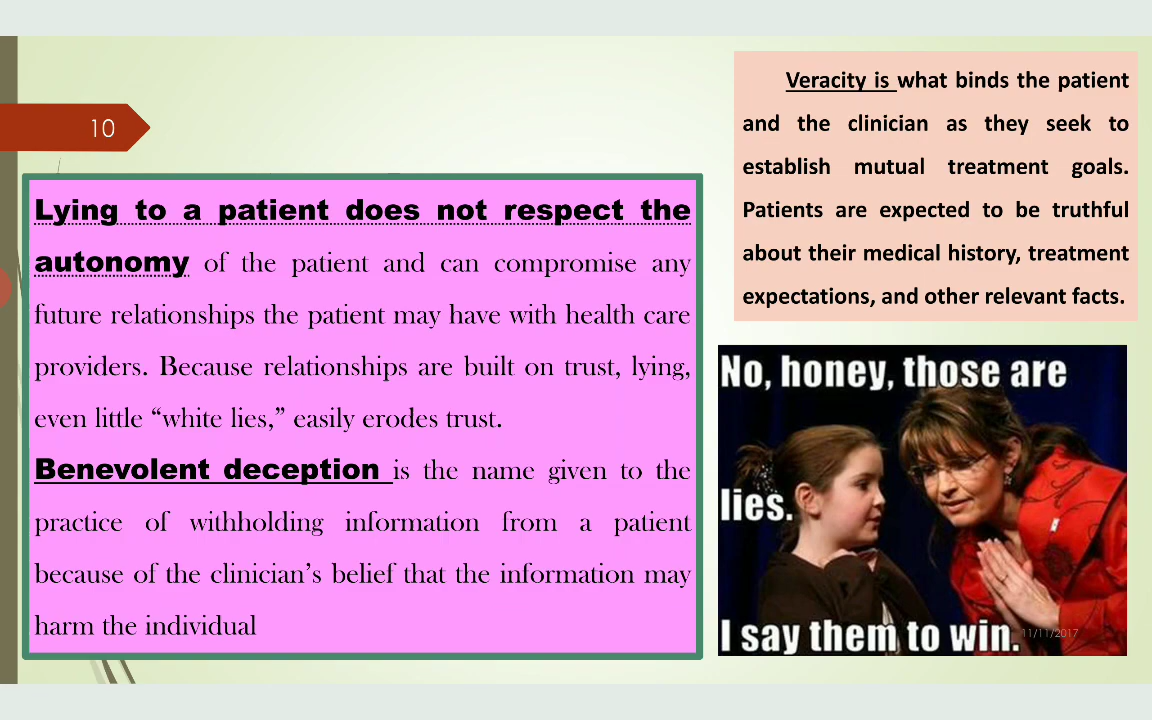 10
Lying to a patient does not respect the
autonomy of the patient and can compromise any
future relationships the patient may have with health care
providers. Because relationships are built on trust, lying,
even little “white lies,” easily erodes trust.
Benevolent deception is the name given to the
practice of withholding information from a patient
because of the clinician’s belief that the information may
harm the individual
Veracity is what binds the patient
and the clinician as they seek to
establish mutual treatment goals.
Patients are expected to be truthful
about their medical history, treatment
expectations, and other relevant facts.
No, honey, those are
lies.
I say them to win.
11/11/2017